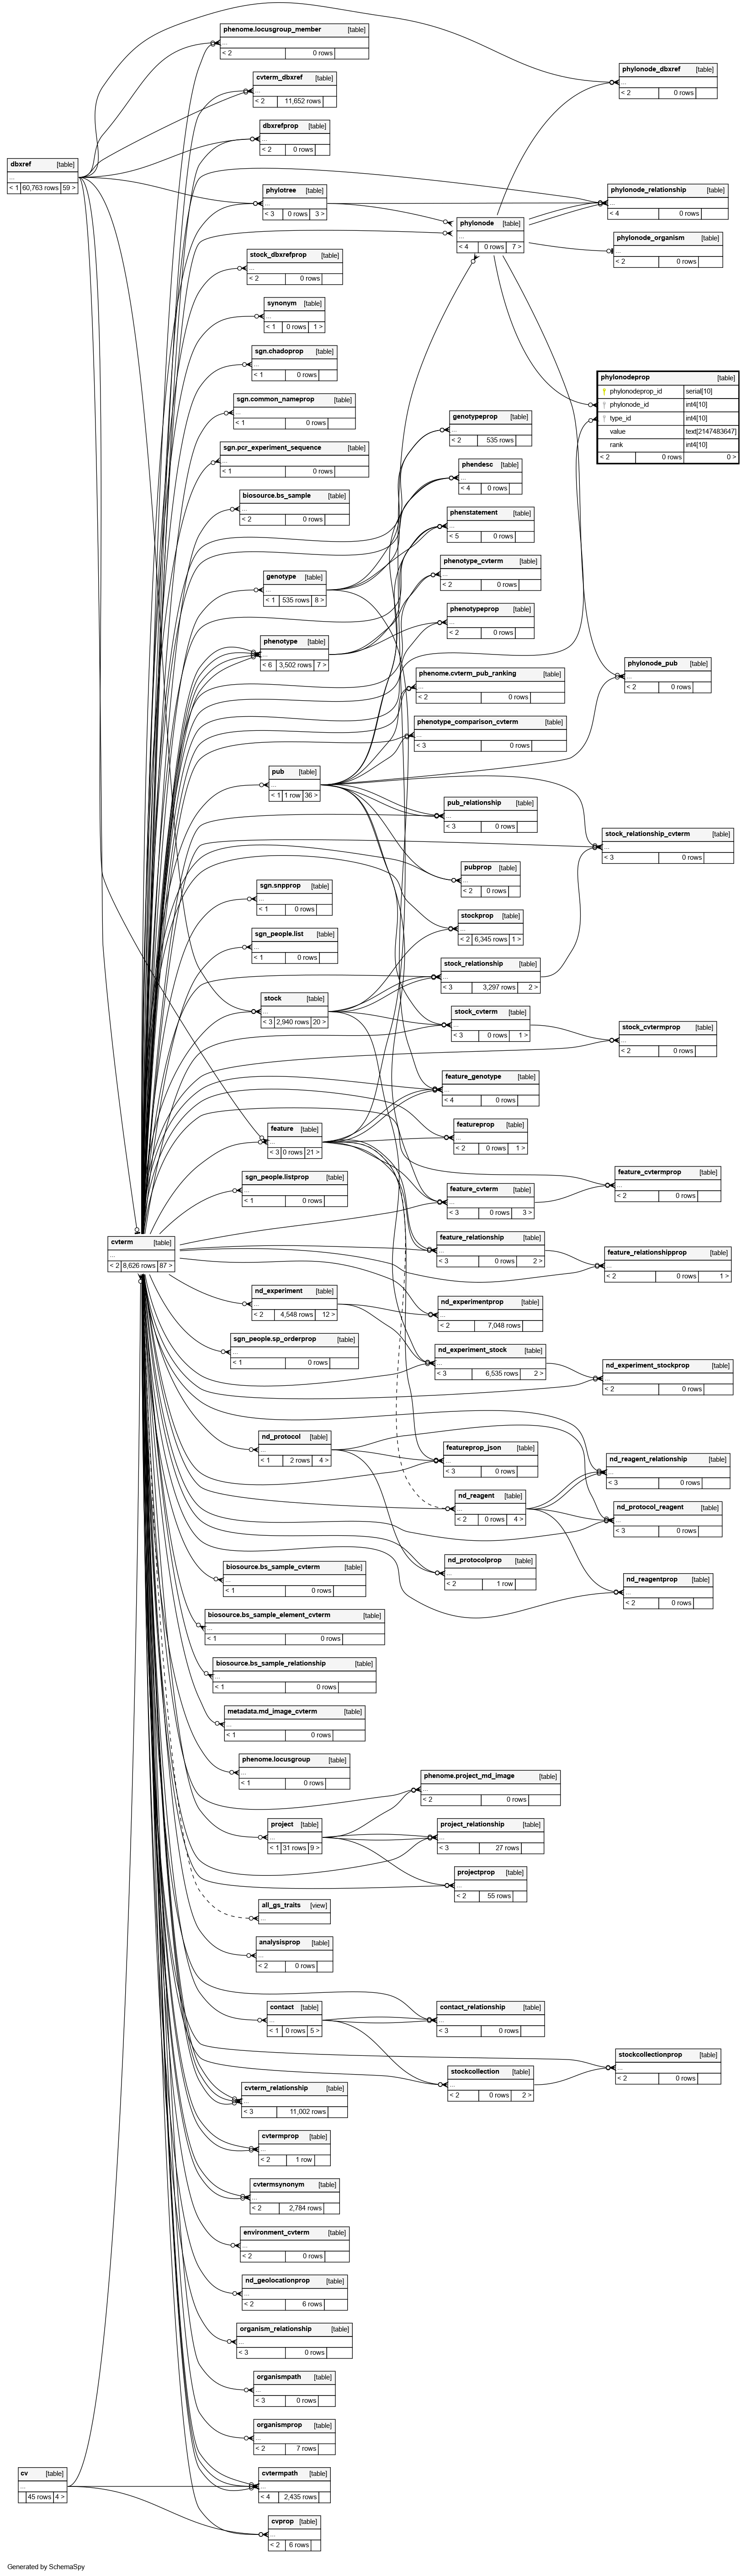 phenome.locusgroup_member [table]
...
< 2 0 rows
phylonode_dbxref [table]
...
< 2 0 rows
cvterm_dbxref [table]
...
< 2 11,652 rows
dbxrefprop [table]
...
< 2 0 rows
dbxref [table]
...
< 1 60,763 rows 59 >
phylotree [table]
...
< 3 0 rows 3 >
phylonode_relationship [table]
...
< 4 0 rows
phylonode [table]
...
< 4 0 rows 7 >
phylonode_organism [table]
...
< 2 0 rows
stock_dbxrefprop [table]
...
< 2 0 rows
synonym [table]
...
< 1 0 rows 1 >
sgn.chadoprop [table]
...
< 1 0 rows
phylonodeprop [table]
phylonodeprop_id serial[10]
phylonode_id int4[10]
type_id int4[10]
value text[2147483647]
rank int4[10]
< 2 0 rows 0 >
sgn.common_nameprop [table]
...
< 1 0 rows
genotypeprop [table]
...
< 2 535 rows
sgn.pcr_experiment_sequence [table]
...
< 1 0 rows
phendesc [table]
...
< 4 0 rows
biosource.bs_sample [table]
...
< 2 0 rows
phenstatement [table]
...
< 5 0 rows
phenotype_cvterm [table]
...
< 2 0 rows
genotype [table]
...
< 1 535 rows 8 >
phenotypeprop [table]
...
< 2 0 rows
phenotype [table]
...
< 6 3,502 rows 7 >
phylonode_pub [table]
...
< 2 0 rows
phenome.cvterm_pub_ranking [table]
...
< 2 0 rows
phenotype_comparison_cvterm [table]
...
< 3 0 rows
pub [table]
...
< 1 1 row 36 >
pub_relationship [table]
...
< 3 0 rows
stock_relationship_cvterm [table]
...
< 3 0 rows
pubprop [table]
...
< 2 0 rows
sgn.snpprop [table]
...
< 1 0 rows
stockprop [table]
...
< 2 6,345 rows 1 >
sgn_people.list [table]
...
< 1 0 rows
stock_relationship [table]
...
< 3 3,297 rows 2 >
stock [table]
...
< 3 2,940 rows 20 >
stock_cvterm [table]
...
< 3 0 rows 1 >
stock_cvtermprop [table]
...
< 2 0 rows
feature_genotype [table]
...
< 4 0 rows
feature [table]
...
< 3 0 rows 21 >
featureprop [table]
...
< 2 0 rows 1 >
sgn_people.listprop [table]
...
< 1 0 rows
feature_cvtermprop [table]
...
< 2 0 rows
feature_cvterm [table]
...
< 3 0 rows 3 >
cvterm [table]
...
< 2 8,626 rows 87 >
feature_relationship [table]
...
< 3 0 rows 2 >
feature_relationshipprop [table]
...
< 2 0 rows 1 >
nd_experiment [table]
...
< 2 4,548 rows 12 >
nd_experimentprop [table]
...
< 2 7,048 rows
sgn_people.sp_orderprop [table]
...
< 1 0 rows
nd_experiment_stock [table]
...
< 3 6,535 rows 2 >
nd_experiment_stockprop [table]
...
< 2 0 rows
nd_protocol [table]
...
< 1 2 rows 4 >
featureprop_json [table]
...
< 3 0 rows
nd_reagent_relationship [table]
...
< 3 0 rows
nd_reagent [table]
...
< 2 0 rows 4 >
nd_protocol_reagent [table]
...
< 3 0 rows
nd_protocolprop [table]
...
< 2 1 row
biosource.bs_sample_cvterm [table]
...
< 1 0 rows
nd_reagentprop [table]
...
< 2 0 rows
biosource.bs_sample_element_cvterm [table]
...
< 1 0 rows
biosource.bs_sample_relationship [table]
...
< 1 0 rows
metadata.md_image_cvterm [table]
...
< 1 0 rows
phenome.locusgroup [table]
...
< 1 0 rows
phenome.project_md_image [table]
...
< 2 0 rows
project [table]
...
< 1 31 rows 9 >
project_relationship [table]
...
< 3 27 rows
projectprop [table]
...
< 2 55 rows
all_gs_traits [view]
...
analysisprop [table]
...
< 2 0 rows
contact [table]
...
< 1 0 rows 5 >
contact_relationship [table]
...
< 3 0 rows
stockcollectionprop [table]
...
< 2 0 rows
stockcollection [table]
...
< 2 0 rows 2 >
cvterm_relationship [table]
...
< 3 11,002 rows
cvtermprop [table]
...
< 2 1 row
cvtermsynonym [table]
...
< 2 2,784 rows
environment_cvterm [table]
...
< 2 0 rows
nd_geolocationprop [table]
...
< 2 6 rows
organism_relationship [table]
...
< 3 0 rows
organismpath [table]
...
< 3 0 rows
organismprop [table]
...
< 2 7 rows
cv [table]
...
45 rows 4 >
cvtermpath [table]
...
< 4 2,435 rows
cvprop [table]
...
< 2 6 rows
Generated by SchemaSpy